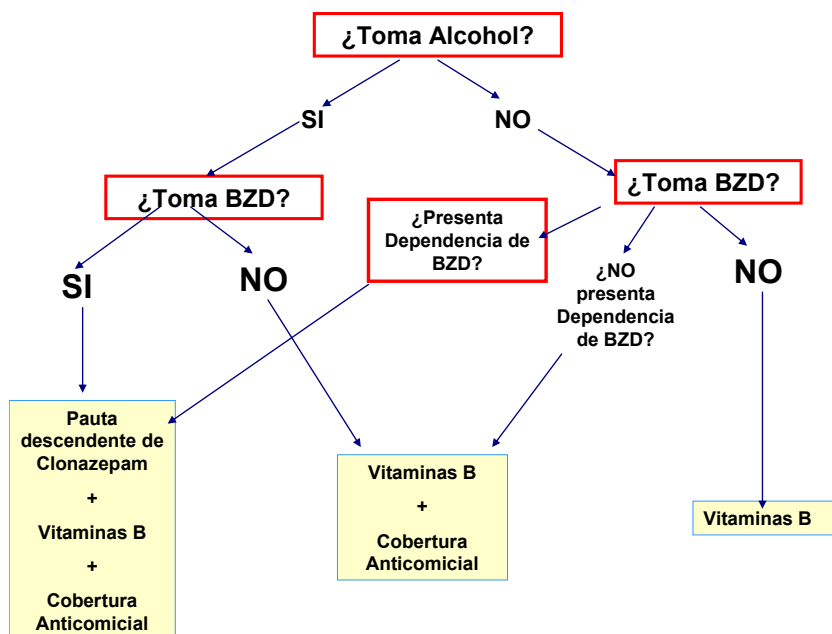 ¿Toma Alcohol?
SI
NO
¿Toma BZD?
¿Toma BZD?
¿Presenta
Dependencia de
BZD?
SI
NO
¿NO
presenta
Dependencia
de BZD?
NO
Pauta
descendente de
Clonazepam
+
Vitaminas B
+
Cobertura
Anticomicial
Vitaminas B
+
Cobertura
Anticomicial
Vitaminas B